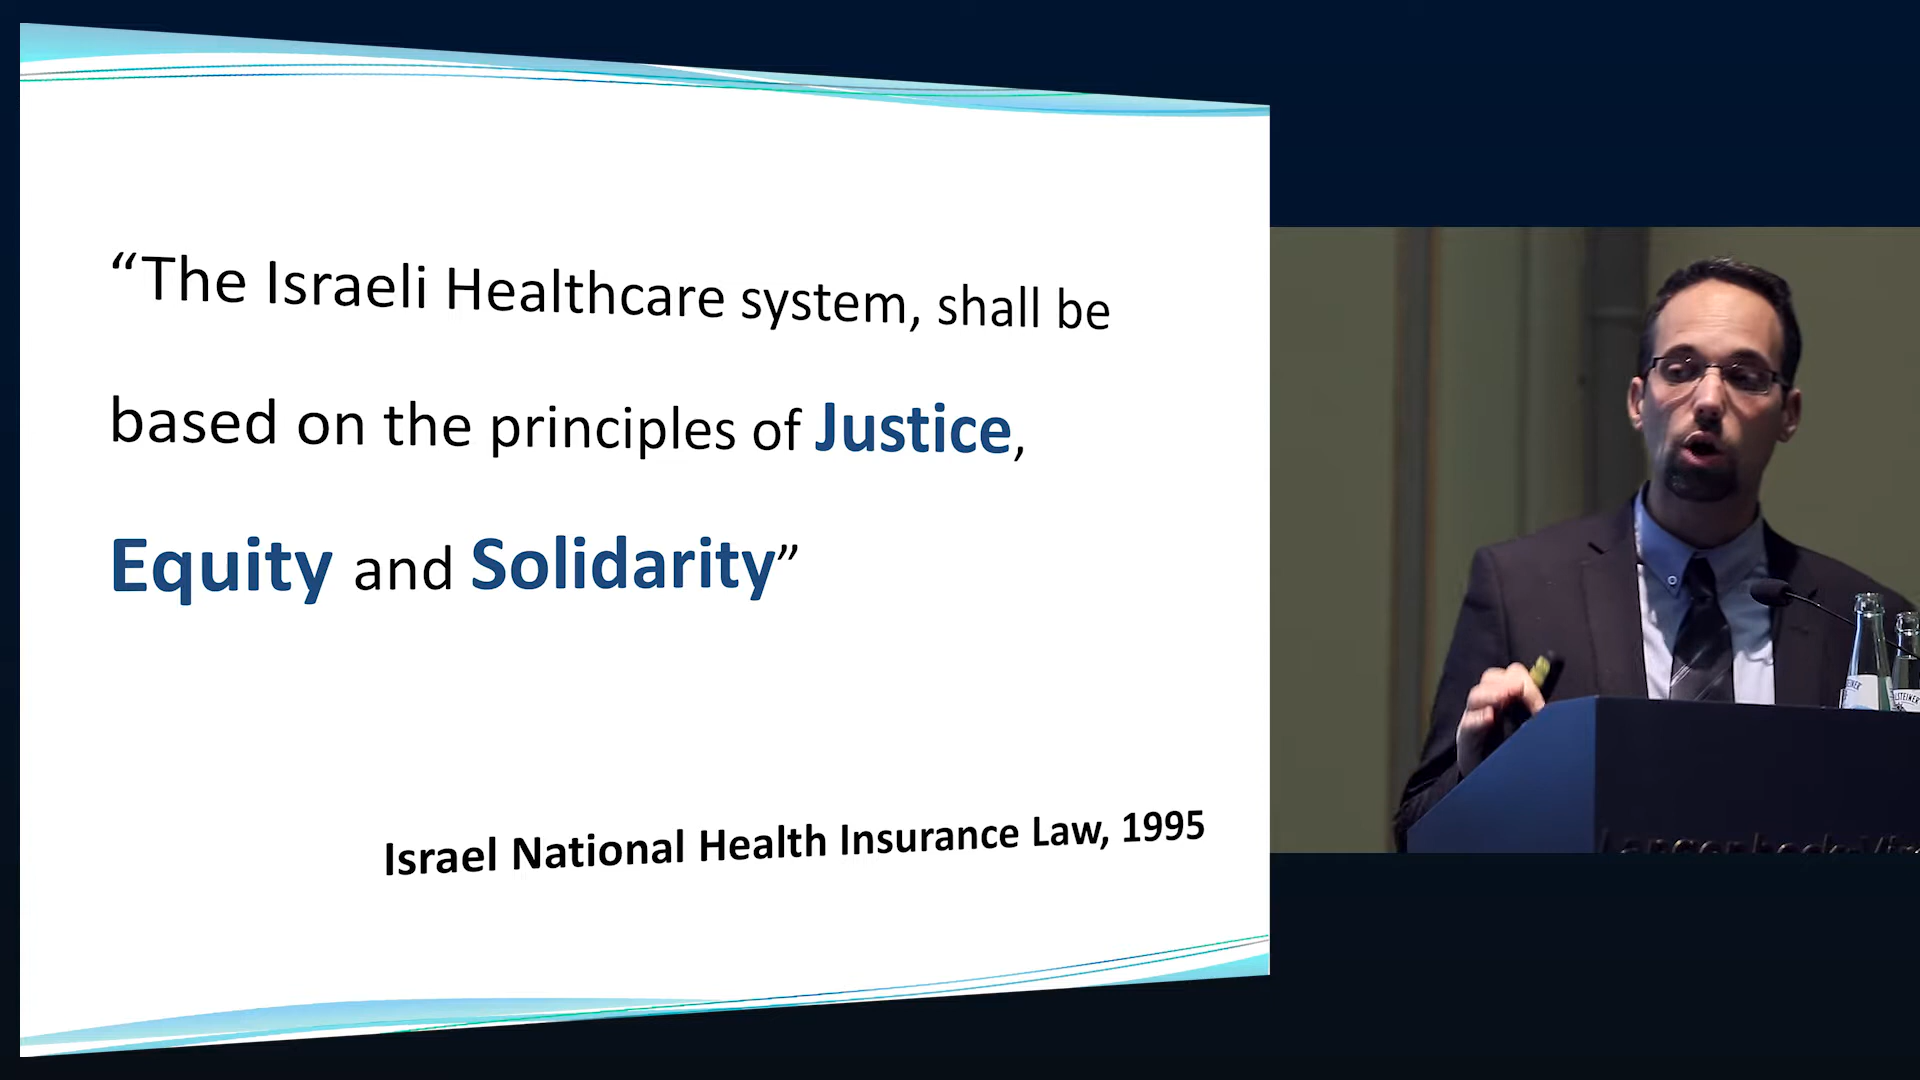 “The Israeli Healthcare system, shall be
based on the principles of Justice,
Equity and Solidarity”
Israel National Health Insurance Law, 1995